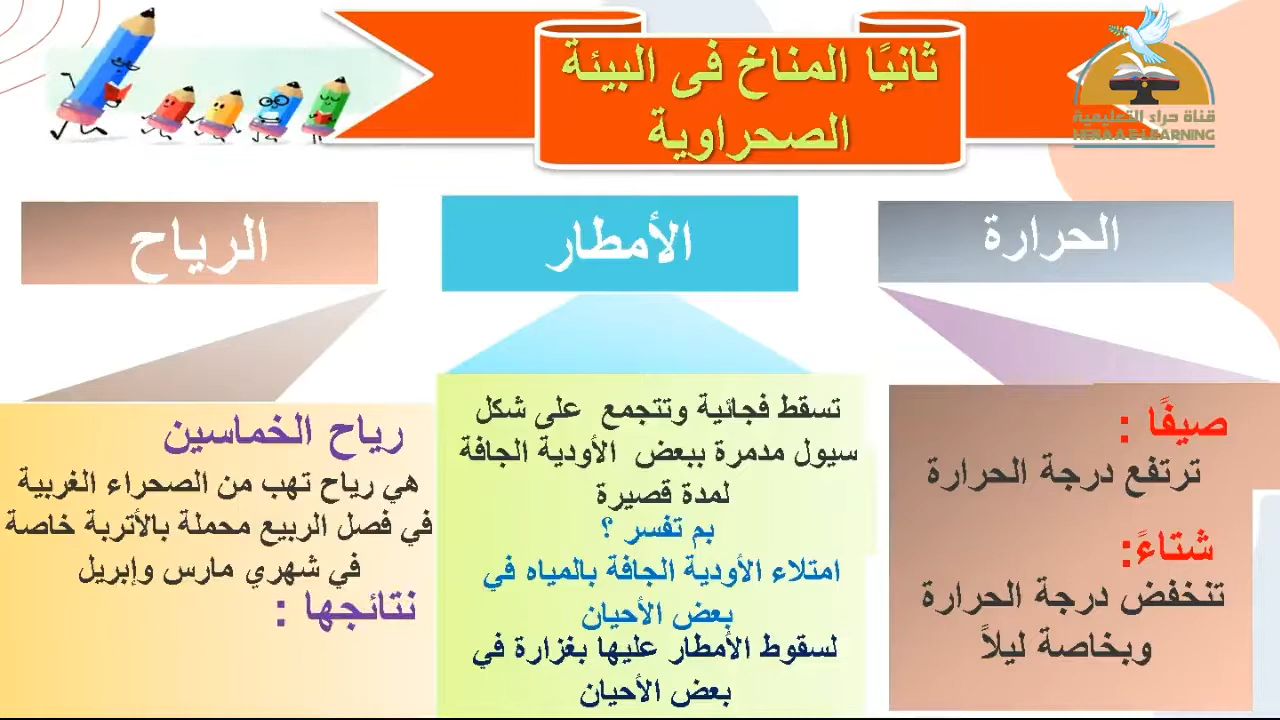 ثانيًا المناخ فى البيئة
الصحراوية
قناة حراء التعليمية
HERAA E-LEARNING
الحرارة
صيفًا :
ترتفع درجة الحرارة
شتاءً:
تنخفض درجة الحرارة
وبخاصة ليلاً
الأمطار
تسقط فجائية وتتجمع على شكل
سيول مدمرة ببعض الأودية الجافة
لمدة قصيرة
بم تفسر ؟
امتلاء الأودية الجافة بالمياه في
بعض الأحيان
لسقوط الأمطار عليها بغزارة في
بعض الأحيان
الرياح
رياح الخماسين
هي رياح تهب من الصحراء الغربية
في فصل الربيع محملة بالأتربة خاصة
في شهري مارس وإبريل
نتائجها :